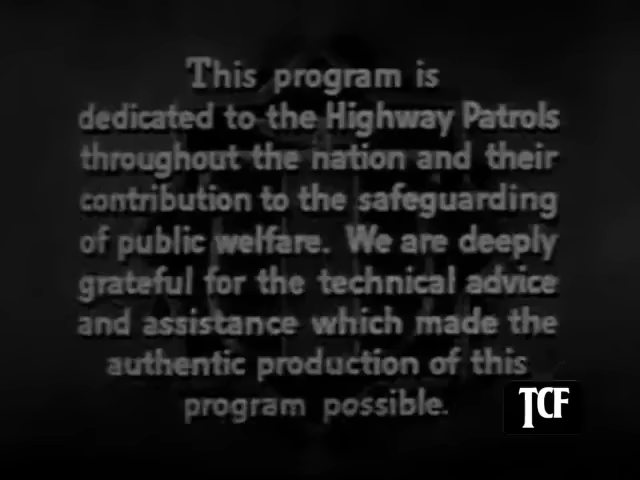 This program is
dedicated to the Highway Patrols
throughout the nation and their
contribution to the safeguarding
of public welfare. We are deeply
grateful for the technical advice
and assistance which made the
authentic production of this
program possible.
TCF